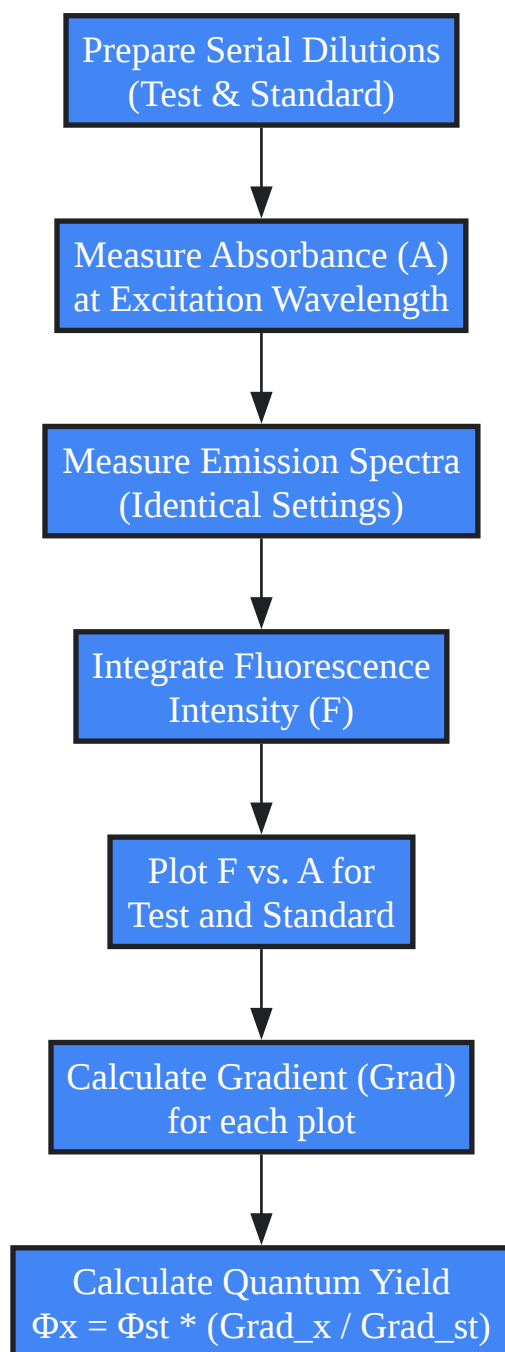 Prepare Serial Dilutions
(Test & Standard)
Measure Absorbance (A)
at Excitation Wavelength
Measure Emission Spectra
(Identical Settings)
Integrate Fluorescence
Intensity (F)
Plot F vs. A for
Test and Standard
Calculate Gradient (Grad)
for each plot
Calculate Quantum Yield
Φx = Φst * (Grad_x / Grad_st)